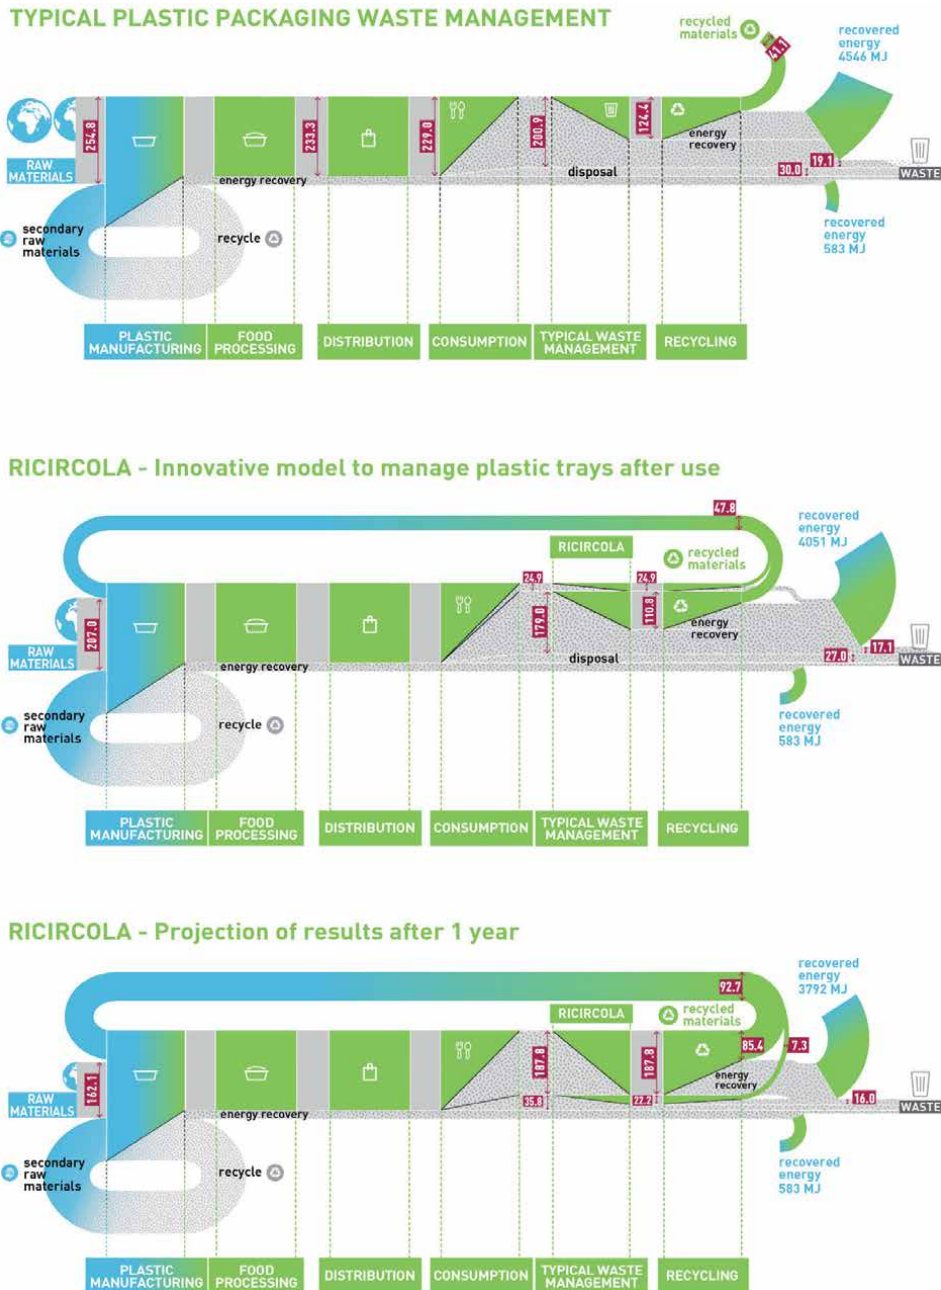 TYPICAL PLASTIC PACKAGING WASTE MANAGEMENT
recycled
materials
41.1
recovered
energy
4546 MJ
254.8
233.3
229.0
200.9
124.4
energy
recovery
RAW
MATERIALS
energy recovery
disposal
30.0
19.1
WASTE
secondary
raw
materials
recycle
recovered
energy
583 MJ
PLASTIC
MANUFACTURING
FOOD
PROCESSING
DISTRIBUTION
CONSUMPTION
TYPICAL WASTE
MANAGEMENT
RECYCLING
RICIRCOLA - Innovative model to manage plastic trays after use
47.8
recovered
energy
4051 MJ
RICIRCOLA
recycled
materials
24.9
24.9
207.0
179.0
110.8
energy
recovery
RAW
MATERIALS
energy recovery
disposal
27.0
17.1
WASTE
secondary
raw
materials
recycle
recovered
energy
583 MJ
PLASTIC
MANUFACTURING
FOOD
PROCESSING
DISTRIBUTION
CONSUMPTION
TYPICAL WASTE
MANAGEMENT
RECYCLING
RICIRCOLA - Projection of results after 1 year
92.7
recovered
energy
3792 MJ
RICIRCOLA
recycled
materials
162.1
187.8
187.8
85.4
7.3
energy
recovery
35.8
22.2
16.0
RAW
MATERIALS
energy recovery
WASTE
secondary
raw
materials
recycle
recovered
energy
583 MJ
PLASTIC
MANUFACTURING
FOOD
PROCESSING
DISTRIBUTION
CONSUMPTION
TYPICAL WASTE
MANAGEMENT
RECYCLING